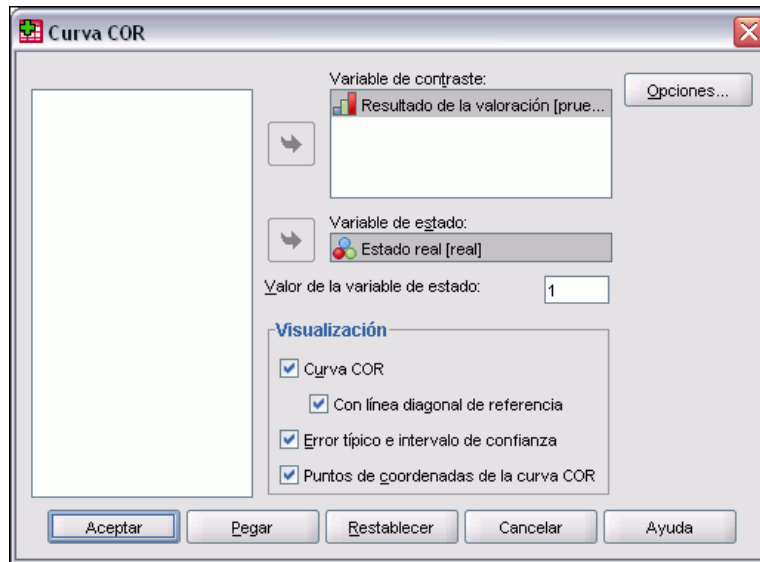 Curva COR
Variable de contraste:
Resultado de la valoración [prue...
Opciones...
Variable de estado:
Estado real [real]
Valor de la variable de estado:
1
Visualización
Curva COR
Con línea diagonal de referencia
Error típico e intervalo de confianza
Puntos de coordenadas de la curva COR
Aceptar
Pegar
Restablecer
Cancelar
Ayuda